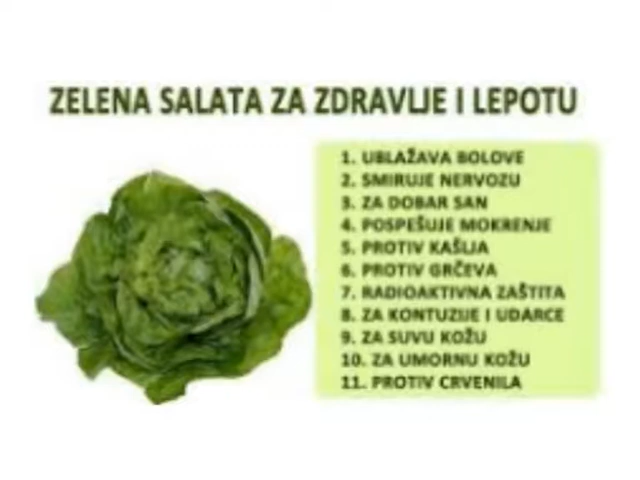 ZELENA SALATA ZA ZDRAVLJE I LEPOTU
1. UBLAŽAVA BOLOVE
2. SMIRUJE NERVOZU
3. ZA DOBAR SAN
4. POSPEŠUJE MOKRENJE
5. PROTIV KAŠLJA
6. PROTIV GRČEVA
7. RADIOAKTIVNA ZAŠTITA
8. ZA KONTUZIJE I UDARCE
9. ZA SUVU KOŽU
10. ZA UMORNU KOŽU
11. PROTIV CRVENILA